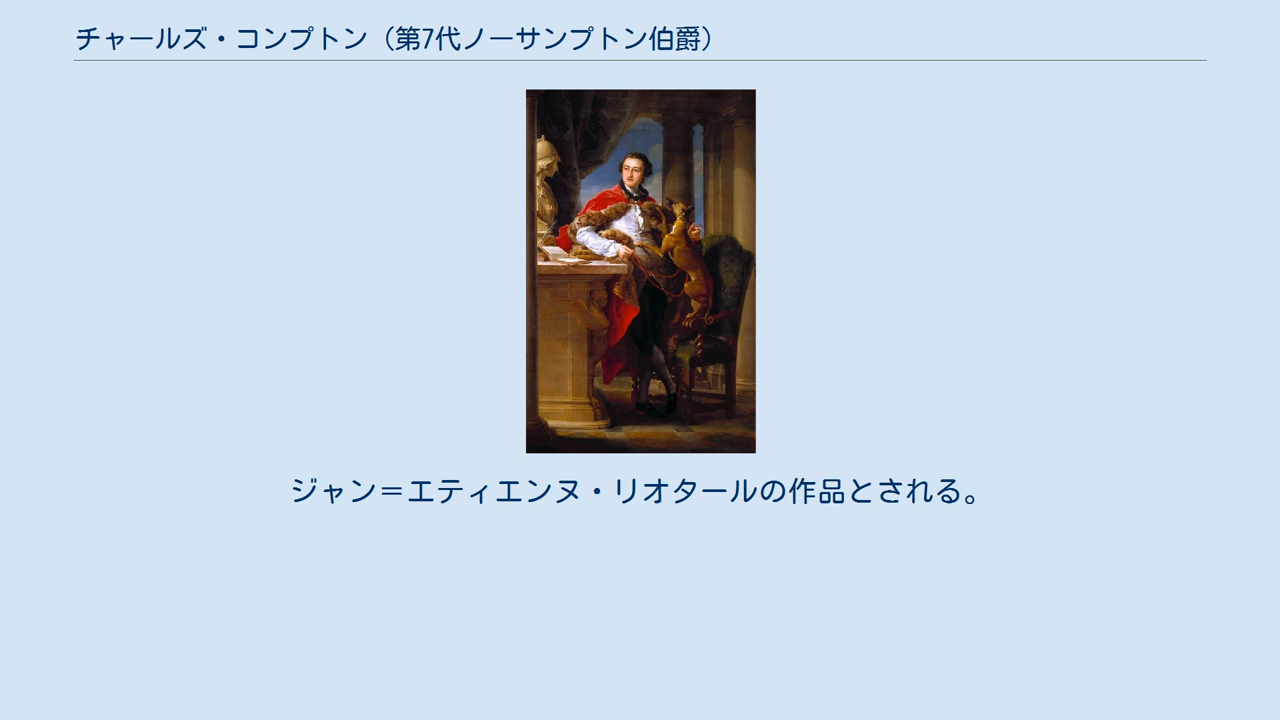 チャールズ・コンプトン（第7代ノーサンプトン伯爵）
ジャン＝エティエンヌ・リオタールの作品とされる。